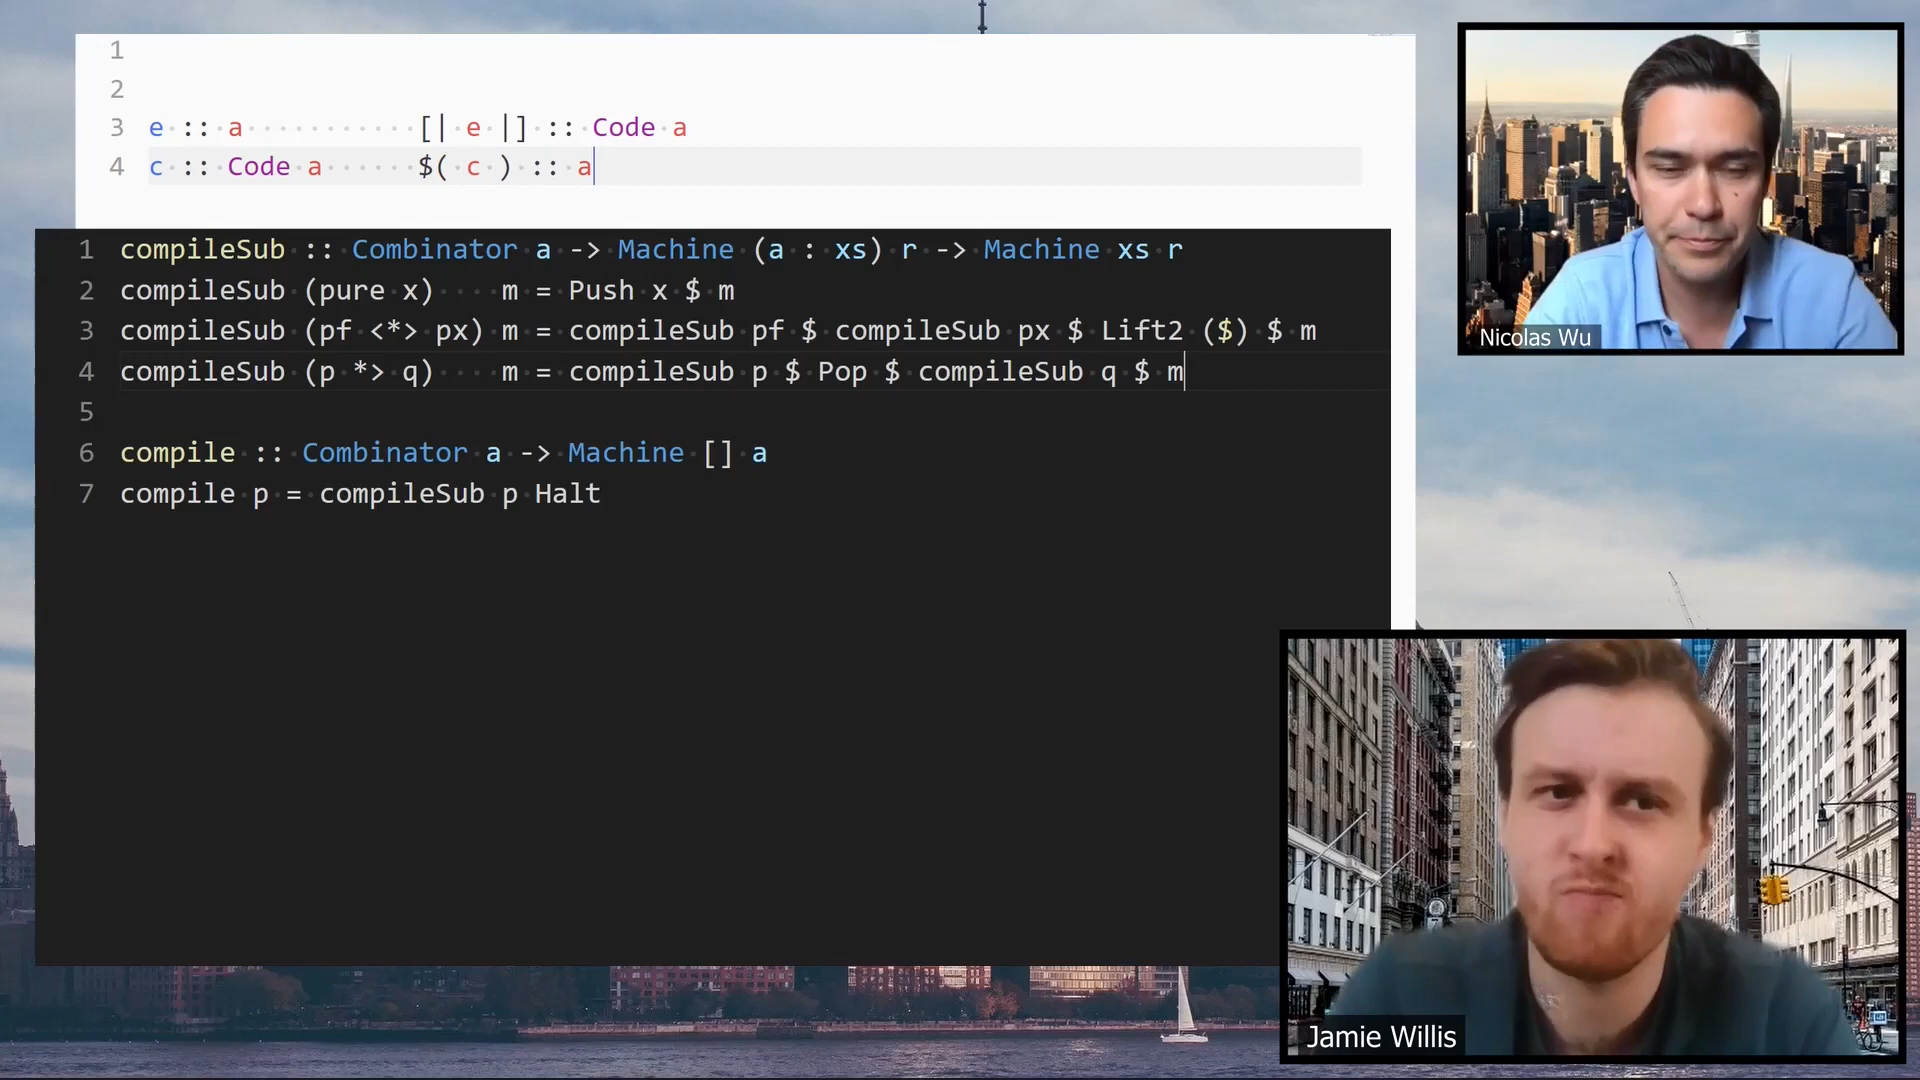 1
2
3 e :: a [| e |] :: Code a
4 c :: Code a $( c ) :: a
1 compileSub :: Combinator a -> Machine (a : xs) r -> Machine xs r
2 compileSub (pure x) m = Push x $ m
3 compileSub (pf <*> px) m = compileSub pf $ compileSub px $ Lift2 ($) $ m
4 compileSub (p *> q) m = compileSub p $ Pop $ compileSub q $ m
5
6 compile :: Combinator a -> Machine [] a
7 compile p = compileSub p Halt
Nicolas Wu
Jamie Willis